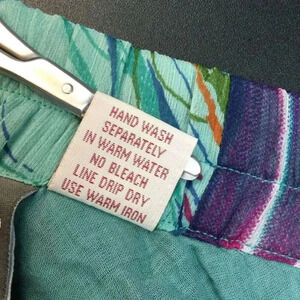 HAND WASH
SEPARATELY
IN WARM WATER
NO BLEACH
LINE DRIP DRY
USE WARM IRON